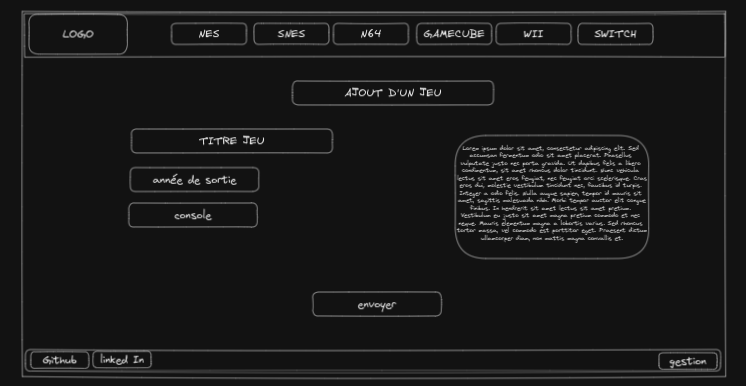 LOGO
NES
SNES
N64
GAMECUBE
WII
SWITCH
AJOUT D'UN JEU
TITRE JEU
année de sortie
console
Lorem ipsum dolor sit amet, consectetur adipiscing elit. Sed
accumsan fermentum odio sit amet placerat. Phasellus
vulputate justo nec porta gravida. Ut dapibus felis a libero
condimentum, sit amet rhoncus dolor tincidunt. Nunc vehicula
lectus sit amet eros feugiat, nec feugiat orci scelerisque. Cras
eros dui, molestie vestibulum tincidunt nec, faucibus id turpis.
Integer a odio felis. Nulla augue sapien, tempor id mauris sit
amet, sagittis malesuada nibh. Morbi tempor auctor elit congue
finibus. In hendrerit sit amet lectus sit amet pretium.
Vestibulum eu justo sit amet magna pretium commodo et nec
neque. Mauris elementum magna a lobortis varius. Sed rhoncus
tortor massa, vel commodo est porttitor eget. Praesent dictum
ullamcorper diam, non mattis magna convallis et.
envoyer
Github
linked In
gestion